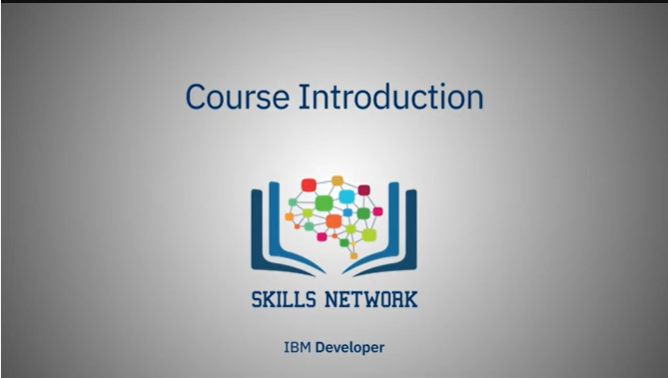 Course Introduction
SKILLS NETWORK
IBM Developer